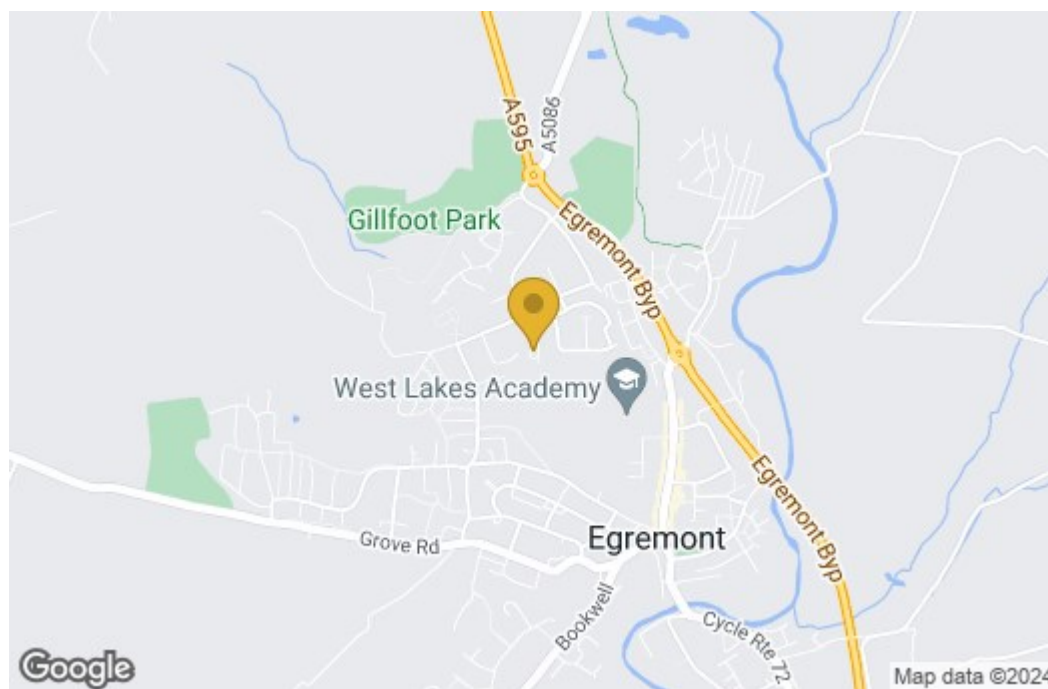 A595
A5086
Gillfoot Park
Egremont Byp
West Lakes Academy
Egremont Byp
Egremont
Grove Rd
Bookwell
Cycle Rte 72
Google
Map data ©2024